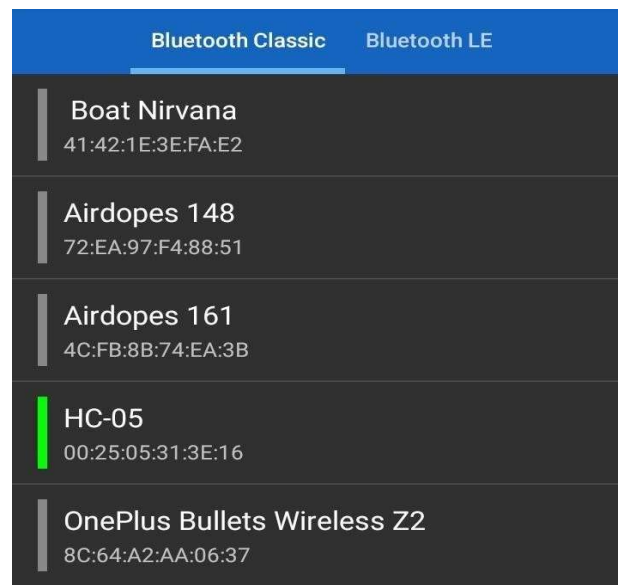 Bluetooth Classic Bluetooth LE
Boat Nirvana
41:42:1E:3E:FA:E2
Airdopes 148
72:EA:97:F4:88:51
Airdopes 161
4C:FB:8B:74:EA:3B
HC-05
00:25:05:31:3E:16
OnePlus Bullets Wireless Z2
8C:64:A2:AA:06:37